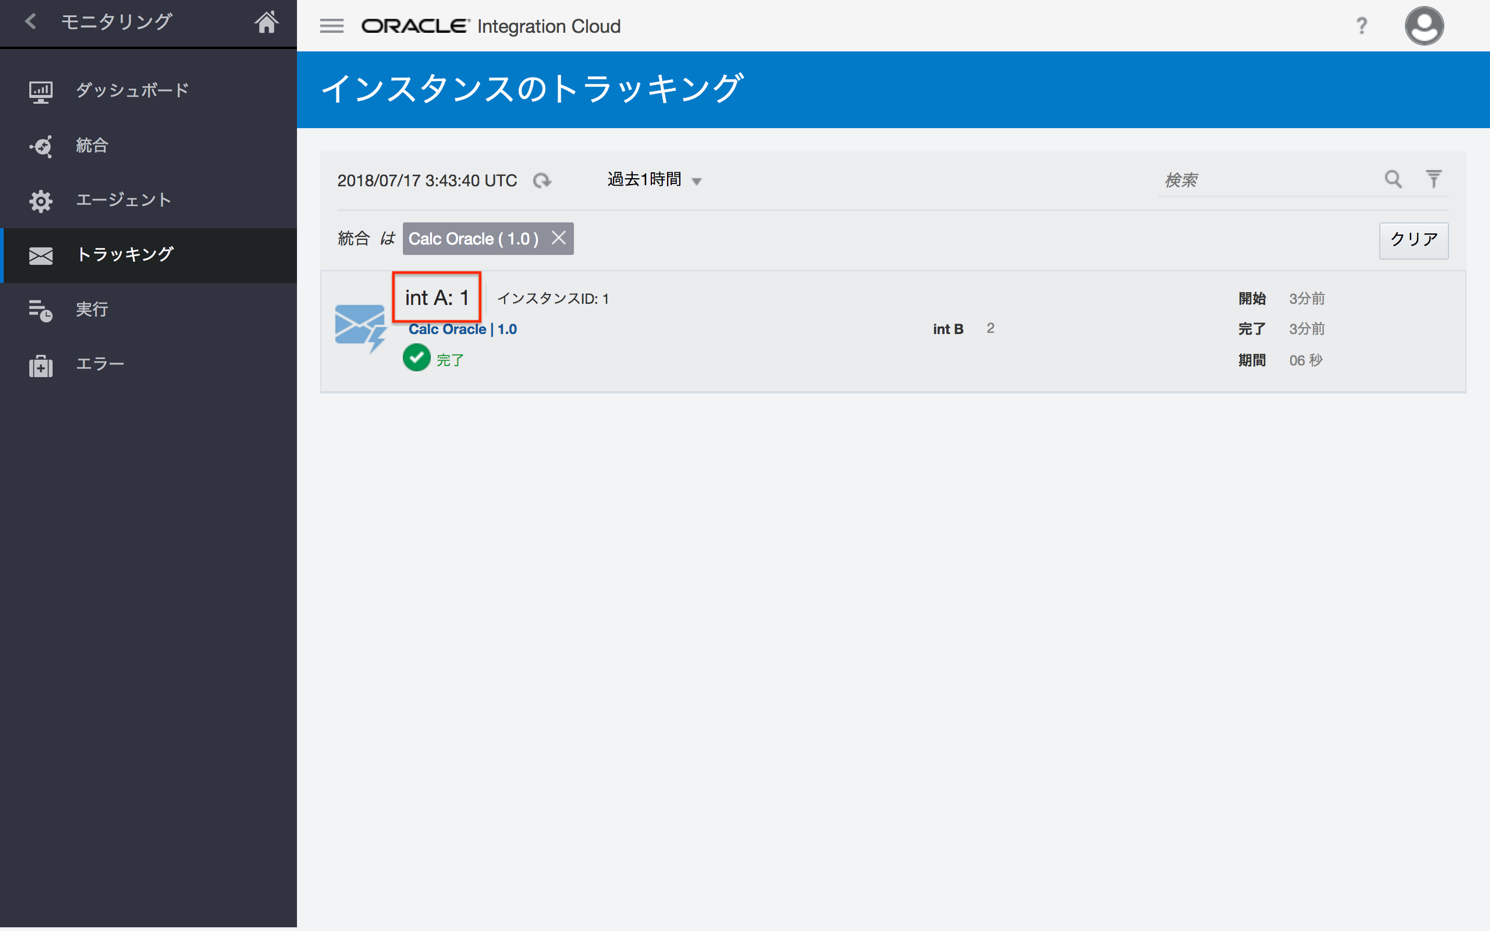 モニタリング
ORACLE Integration Cloud
?
ダッシュボード
統合
エージェント
トラッキング
実行
エラー
インスタンスのトラッキング
2018/07/17 3:43:40 UTC
過去1時間
検索
統合 は Calc Oracle ( 1.0 )
クリア
int A: 1
インスタンスID: 1
Calc Oracle | 1.0
完了
int B 2
開始 3分前
完了 3分前
期間 06 秒